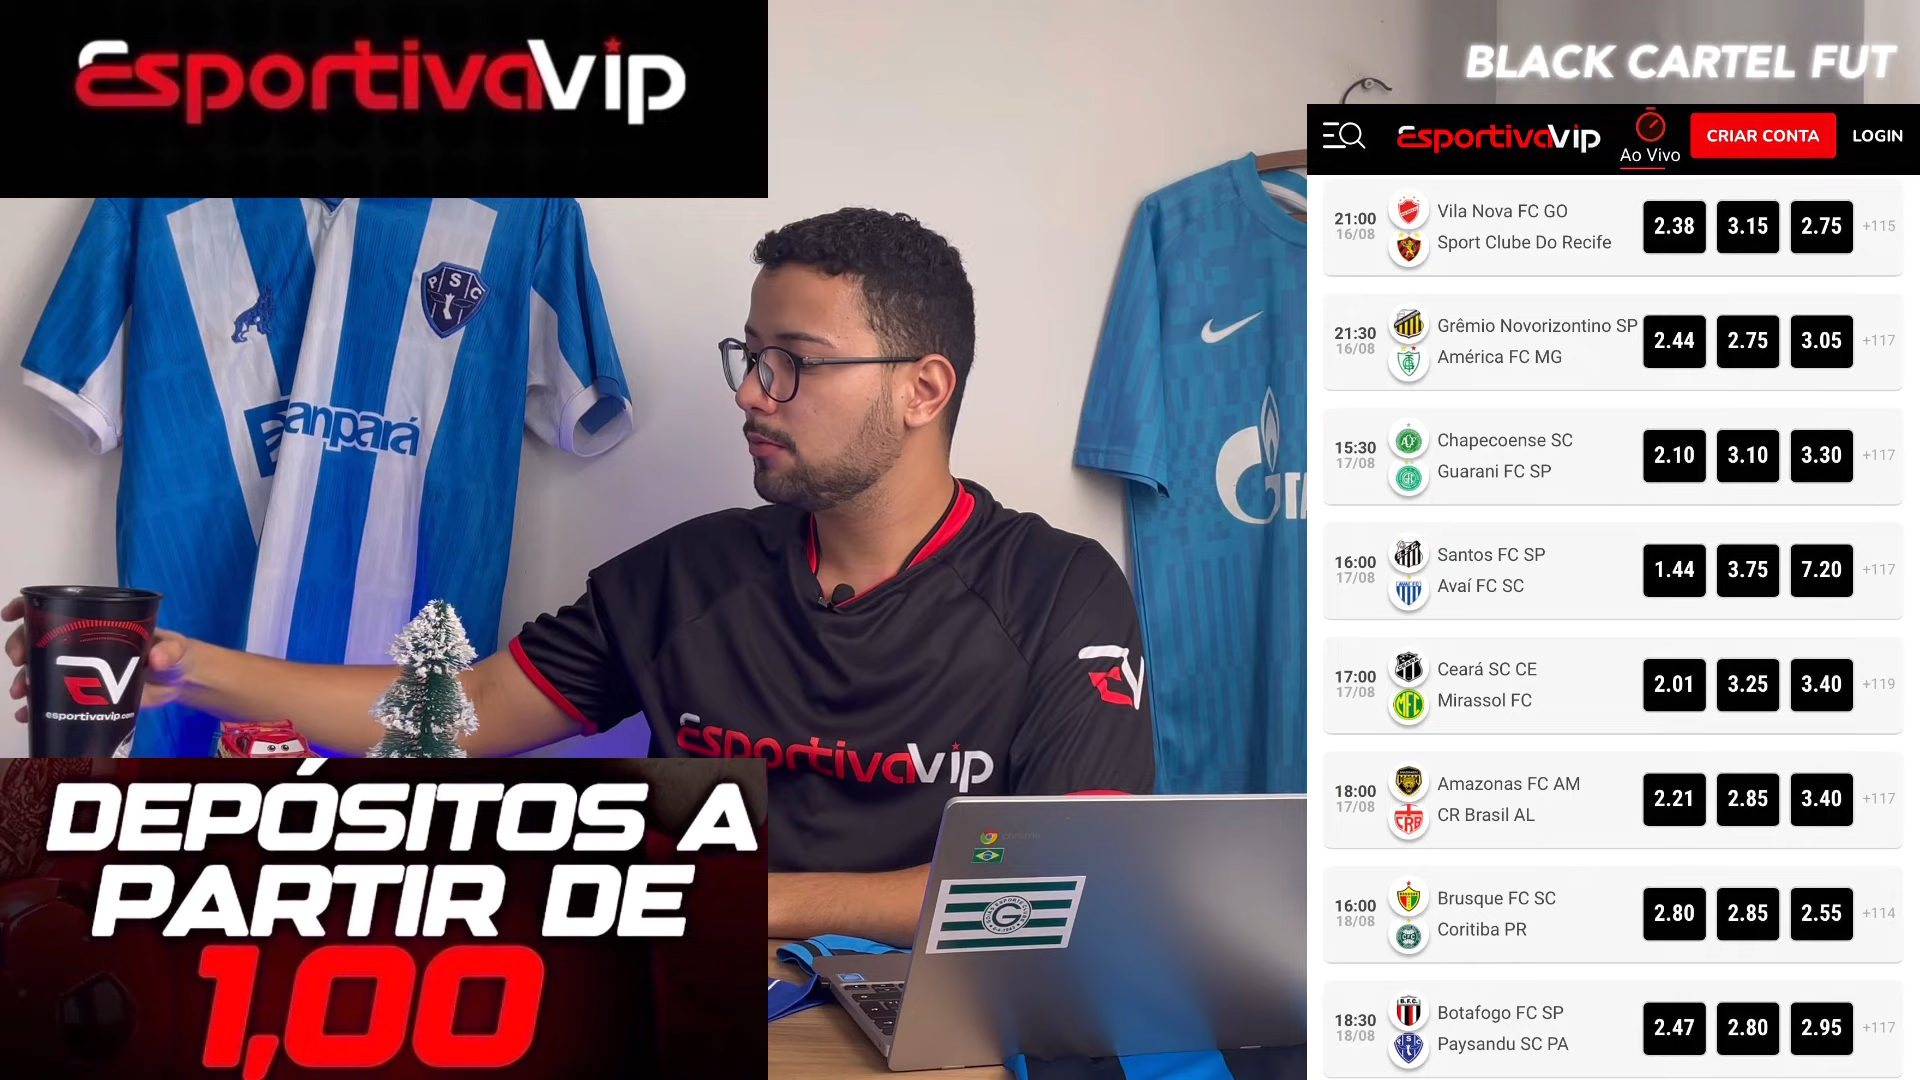 EsportivaVip
BLACK CARTEL FUT
EsportivaVip
Ao Vivo
CRIAR CONTA
LOGIN
21:00
16/08
Vila Nova FC GO
Sport Clube Do Recife
2.38 3.15 2.75 +115
21:30
16/08
Grêmio Novorizontino SP
América FC MG
2.44 2.75 3.05 +117
15:30
17/08
Chapecoense SC
Guarani FC SP
2.10 3.10 3.30 +117
16:00
17/08
Santos FC SP
Avaí FC SC
1.44 3.75 7.20 +117
17:00
17/08
Ceará SC CE
Mirassol FC
2.01 3.25 3.40 +119
18:00
17/08
Amazonas FC AM
CR Brasil AL
2.21 2.85 3.40 +117
16:00
18/08
Brusque FC SC
Coritiba PR
2.80 2.85 2.55 +114
18:30
18/08
Botafogo FC SP
Paysandu SC PA
2.47 2.80 2.95 +117
PSC
Banpará
EV
esportivavip.com
EV
EsportivaVip
DEPÓSITOS A
PARTIR DE
1,00
G